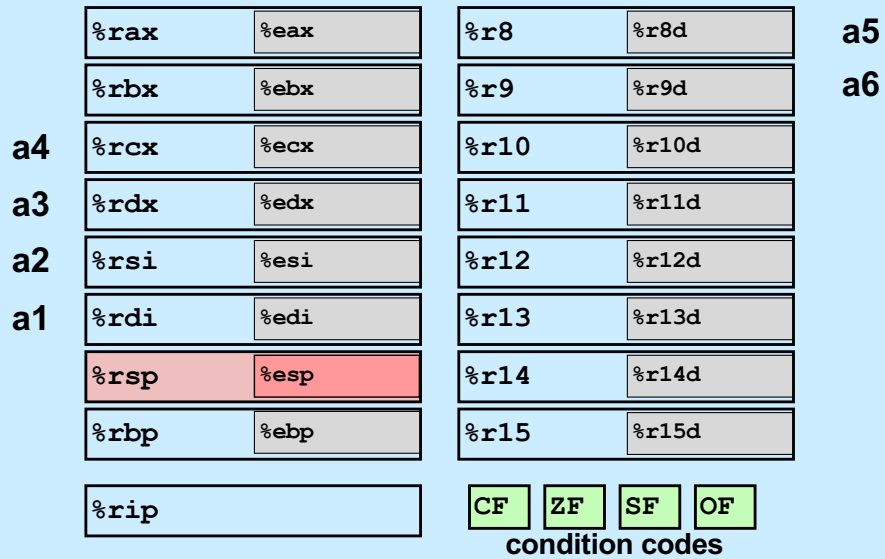 %rax %eax %r8 %r8d a5
%rbx %ebx %r9 %r9d a6
a4 %rcx %ecx %r10 %r10d
a3 %rdx %edx %r11 %r11d
a2 %rsi %esi %r12 %r12d
a1 %rdi %edi %r13 %r13d
%rsp %esp %r14 %r14d
%rbp %ebp %r15 %r15d
%rip CF ZF SF OF
condition codes